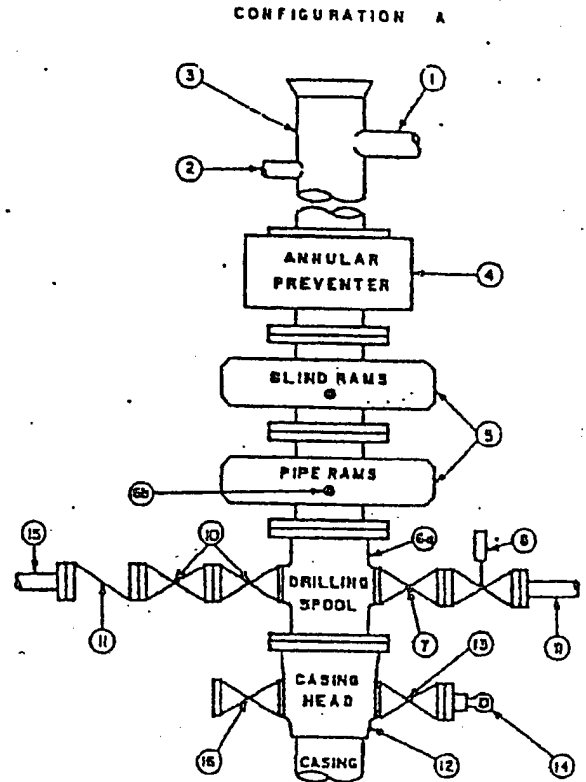 CONFIGURATION A
3
1
2
ANNULAR
PREVENTER
4
BLIND RAMS
5
PIPE RAMS
6b
6a
15
10
8
DRILLING
SPOOL
11
7
9
13
CASING
HEAD
16
12
14
CASING